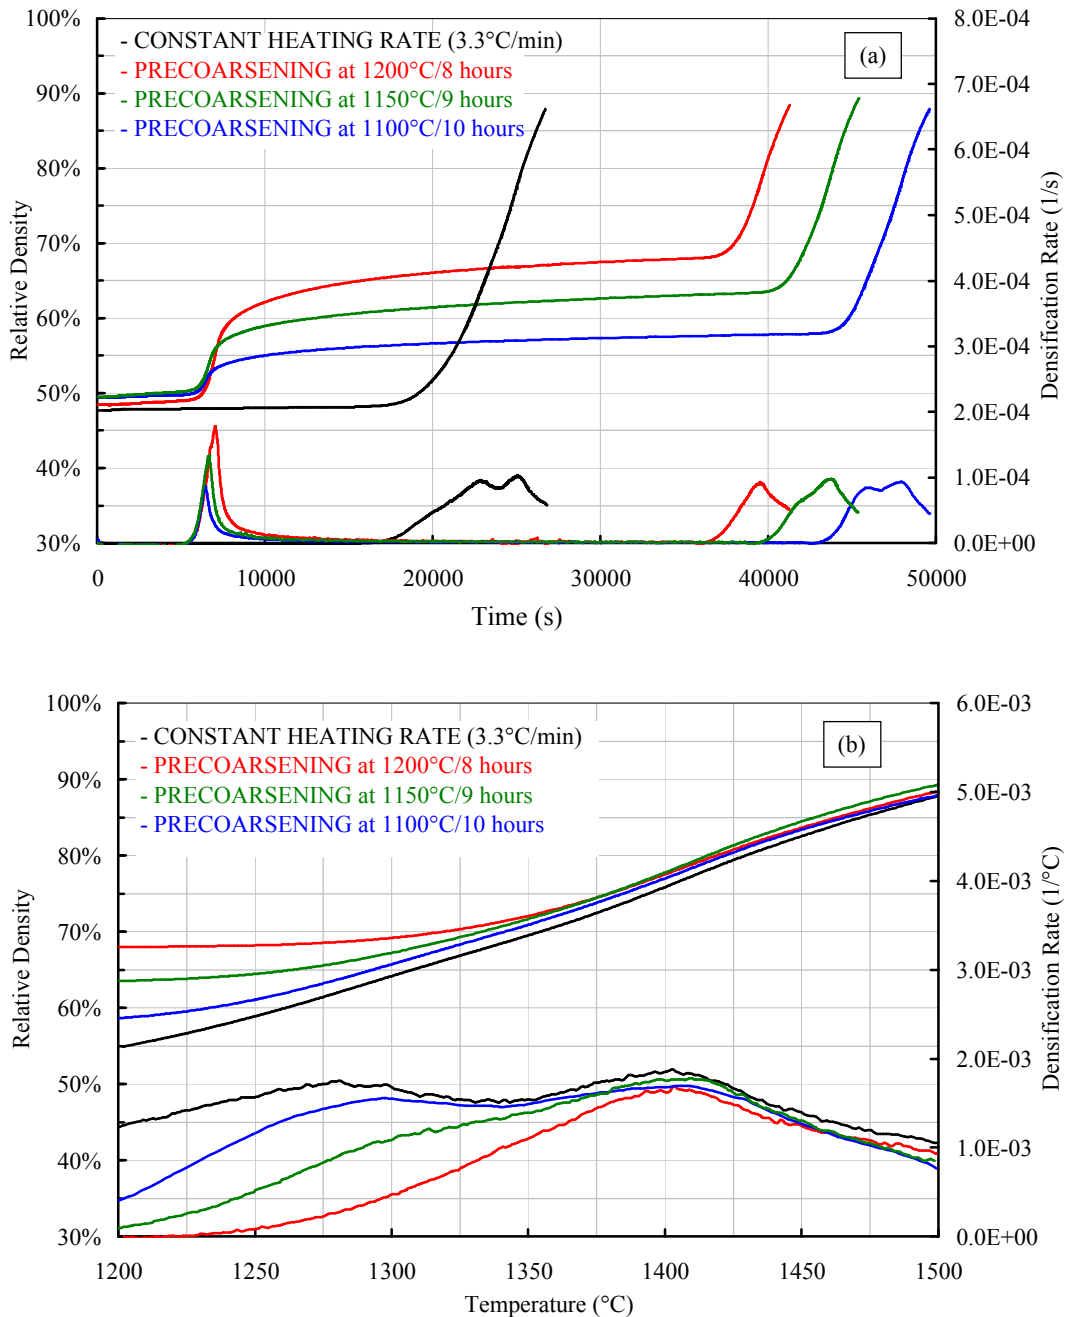 100%
90%
80%
70%
60%
50%
40%
30%
Relative Density
- CONSTANT HEATING RATE (3.3°C/min)
- PRECOARSENING at 1200°C/8 hours
- PRECOARSENING at 1150°C/9 hours
- PRECOARSENING at 1100°C/10 hours
(a)
8.0E-04
7.0E-04
6.0E-04
5.0E-04
4.0E-04
3.0E-04
2.0E-04
1.0E-04
0.0E+00
Densification Rate (1/s)
0 10000 20000 30000 40000 50000
Time (s)
100%
90%
80%
70%
60%
50%
40%
30%
Relative Density
- CONSTANT HEATING RATE (3.3°C/min)
- PRECOARSENING at 1200°C/8 hours
- PRECOARSENING at 1150°C/9 hours
- PRECOARSENING at 1100°C/10 hours
(b)
6.0E-03
5.0E-03
4.0E-03
3.0E-03
2.0E-03
1.0E-03
0.0E+00
Densification Rate (1/°C)
1200 1250 1300 1350 1400 1450 1500
Temperature (°C)